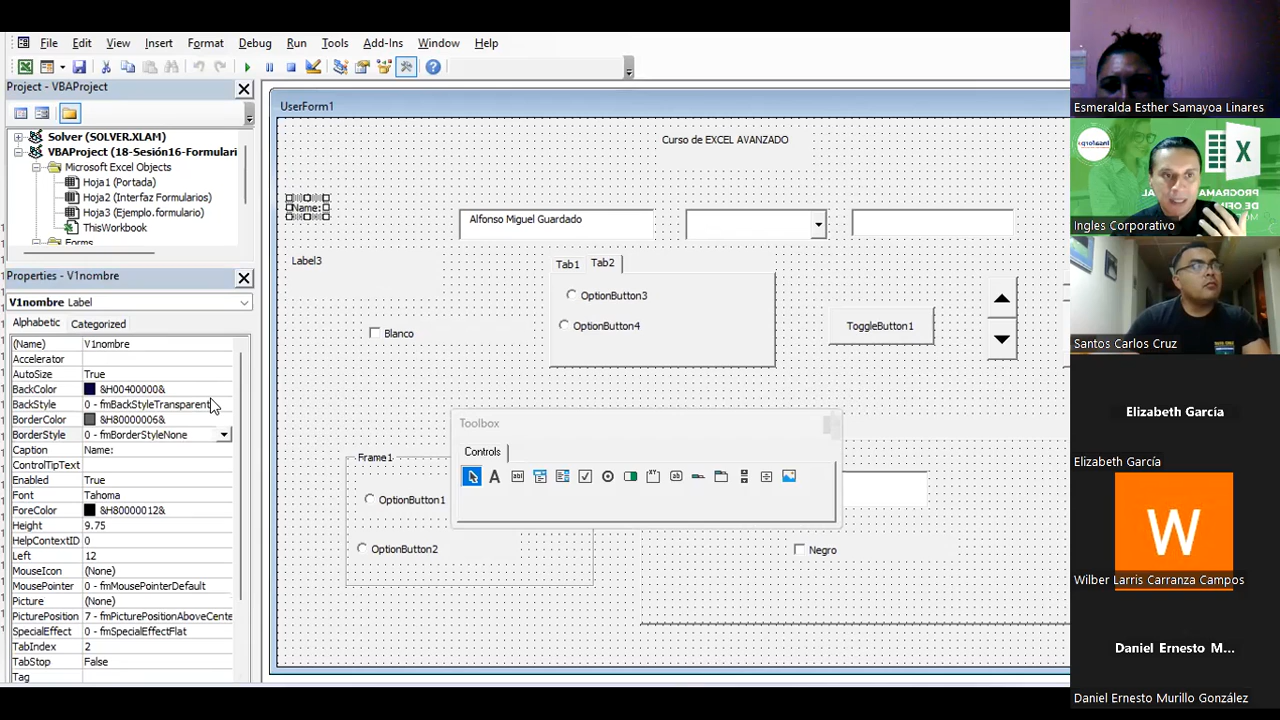 File Edit View Insert Format Debug Run Tools Add-Ins Window Help
Project - VBAProject
Solver (SOLVER.XLAM)
VBAProject (18-Sesión16-Formulari
Microsoft Excel Objects
Hoja1 (Portada)
Hoja2 (Interfaz Formularios)
Hoja3 (Ejemplo.formulario)
ThisWorkbook
Forms
Properties - V1nombre
V1nombre Label
Alphabetic Categorized
(Name) V1nombre
Accelerator
AutoSize True
BackColor &H00400000&
BackStyle 0 - fmBackStyleTransparent
BorderColor &H80000006&
BorderStyle 0 - fmBorderStyleNone
Caption Name:
ControlTipText
Enabled True
Font Tahoma
ForeColor &H80000012&
Height 9.75
HelpContextID 0
Left 12
MouseIcon (None)
MousePointer 0 - fmMousePointerDefault
Picture (None)
PicturePosition 7 - fmPicturePositionAboveCente
SpecialEffect 0 - fmSpecialEffectFlat
TabIndex 2
TabStop False
Tag
UserForm1
Curso de EXCEL AVANZADO
Name:
Alfonso Miguel Guardado
Label3
Tab1 Tab2
OptionButton3
OptionButton4
Blanco
ToggleButton1
Toolbox
Controls
Frame1
OptionButton1
OptionButton2
Negro
Esmeralda Esther Samayoa Linares
Ingles Corporativo
Santos Carlos Cruz
Elizabeth García
Elizabeth García
W
Wilber Larris Carranza Campos
Daniel Ernesto M...
Daniel Ernesto Murillo González